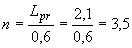 n = L_pr / 0,6 = 2,1 / 0,6 = 3,5